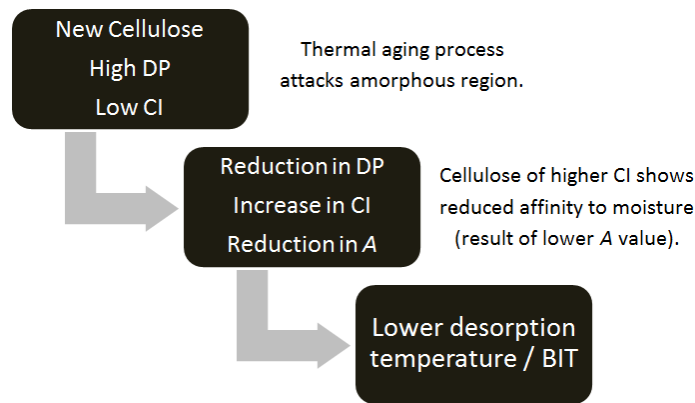 New Cellulose
High DP
Low CI
Thermal aging process
attacks amorphous region.
Reduction in DP
Increase in CI
Reduction in A
Cellulose of higher CI shows
reduced affinity to moisture
(result of lower A value).
Lower desorption
temperature / BIT